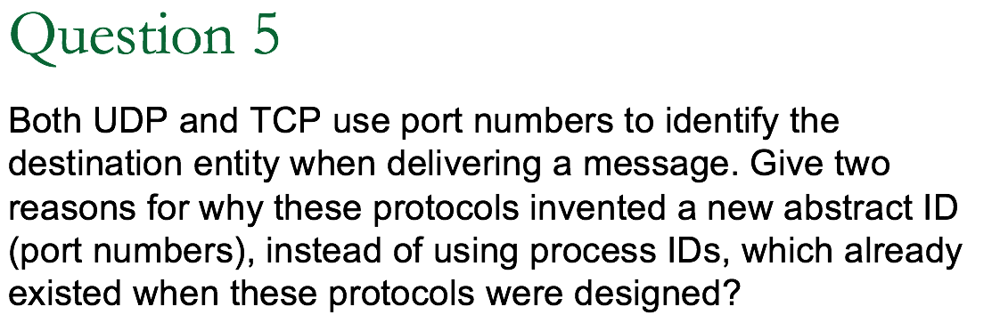 Question 5
Both UDP and TCP use port numbers to identify the
destination entity when delivering a message. Give two
reasons for why these protocols invented a new abstract ID
(port numbers), instead of using process IDs, which already
existed when these protocols were designed?